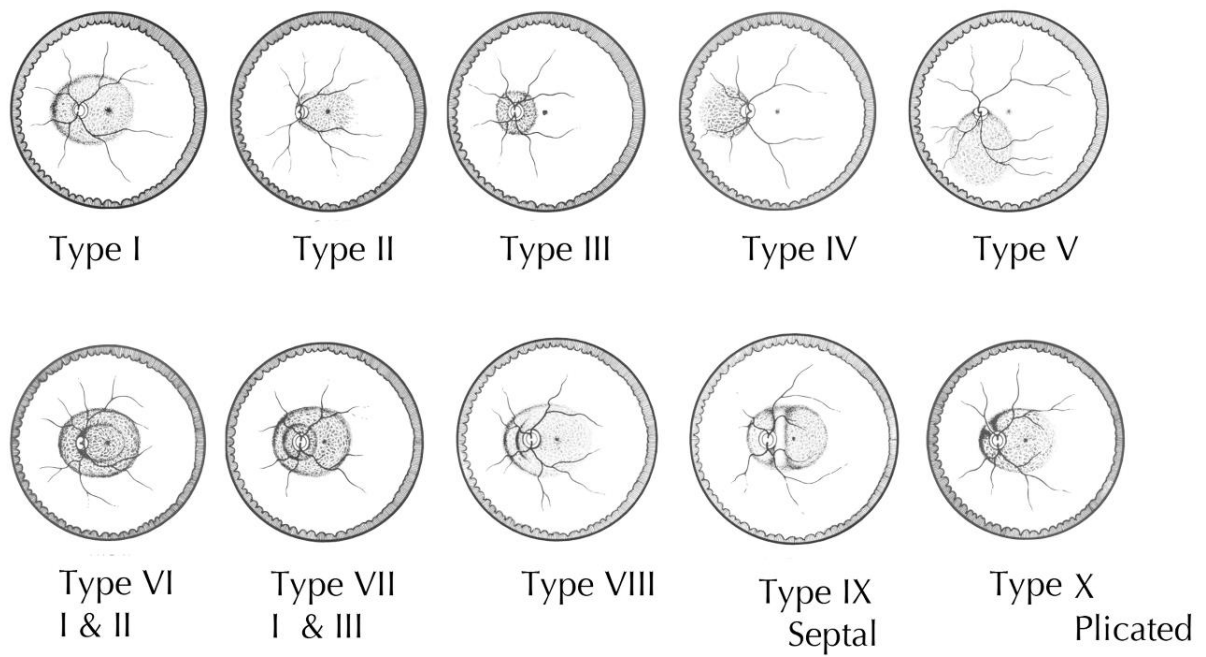 Type I
Type II
Type III
Type IV
Type V
Type VI
I & II
Type VII
I & III
Type VIII
Type IX
Septal
Type X
Plicated